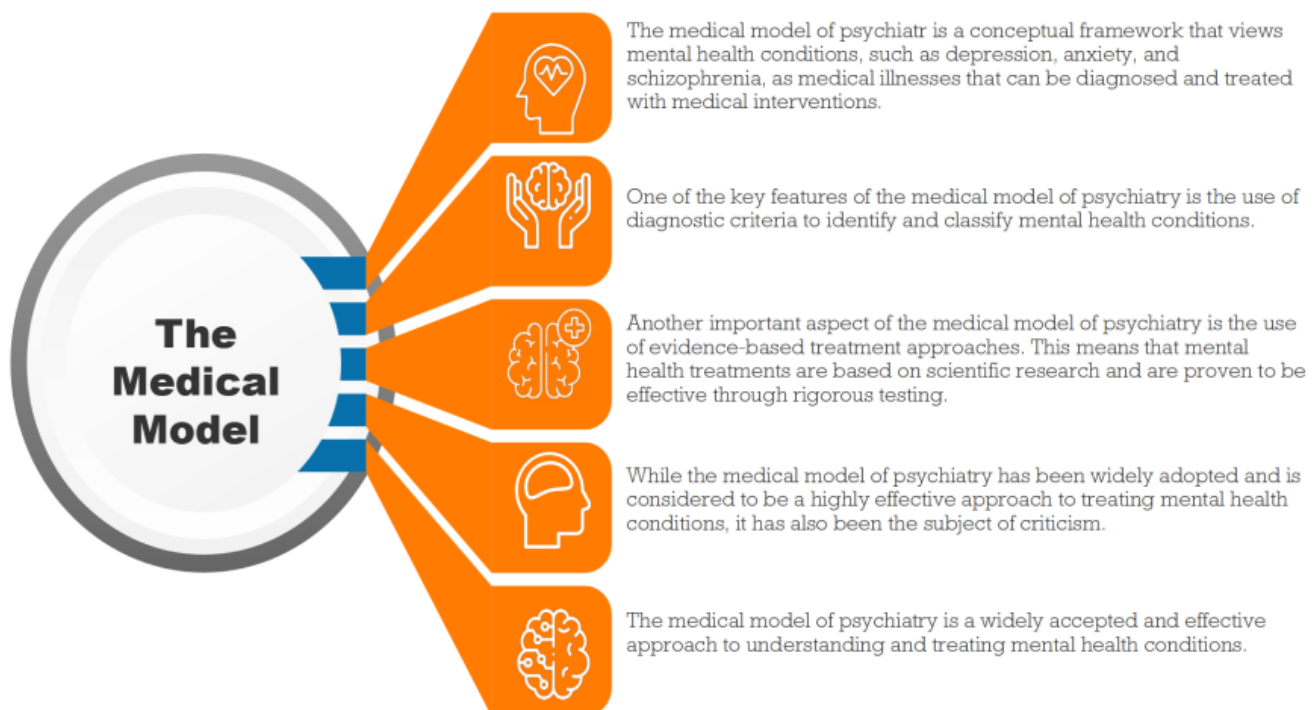 The
Medical
Model
The medical model of psychiatr is a conceptual framework that views
mental health conditions, such as depression, anxiety, and
schizophrenia, as medical illnesses that can be diagnosed and treated
with medical interventions.
One of the key features of the medical model of psychiatry is the use of
diagnostic criteria to identify and classify mental health conditions.
Another important aspect of the medical model of psychiatry is the use
of evidence-based treatment approaches. This means that mental
health treatments are based on scientific research and are proven to be
effective through rigorous testing.
While the medical model of psychiatry has been widely adopted and is
considered to be a highly effective approach to treating mental health
conditions, it has also been the subject of criticism.
The medical model of psychiatry is a widely accepted and effective
approach to understanding and treating mental health conditions.